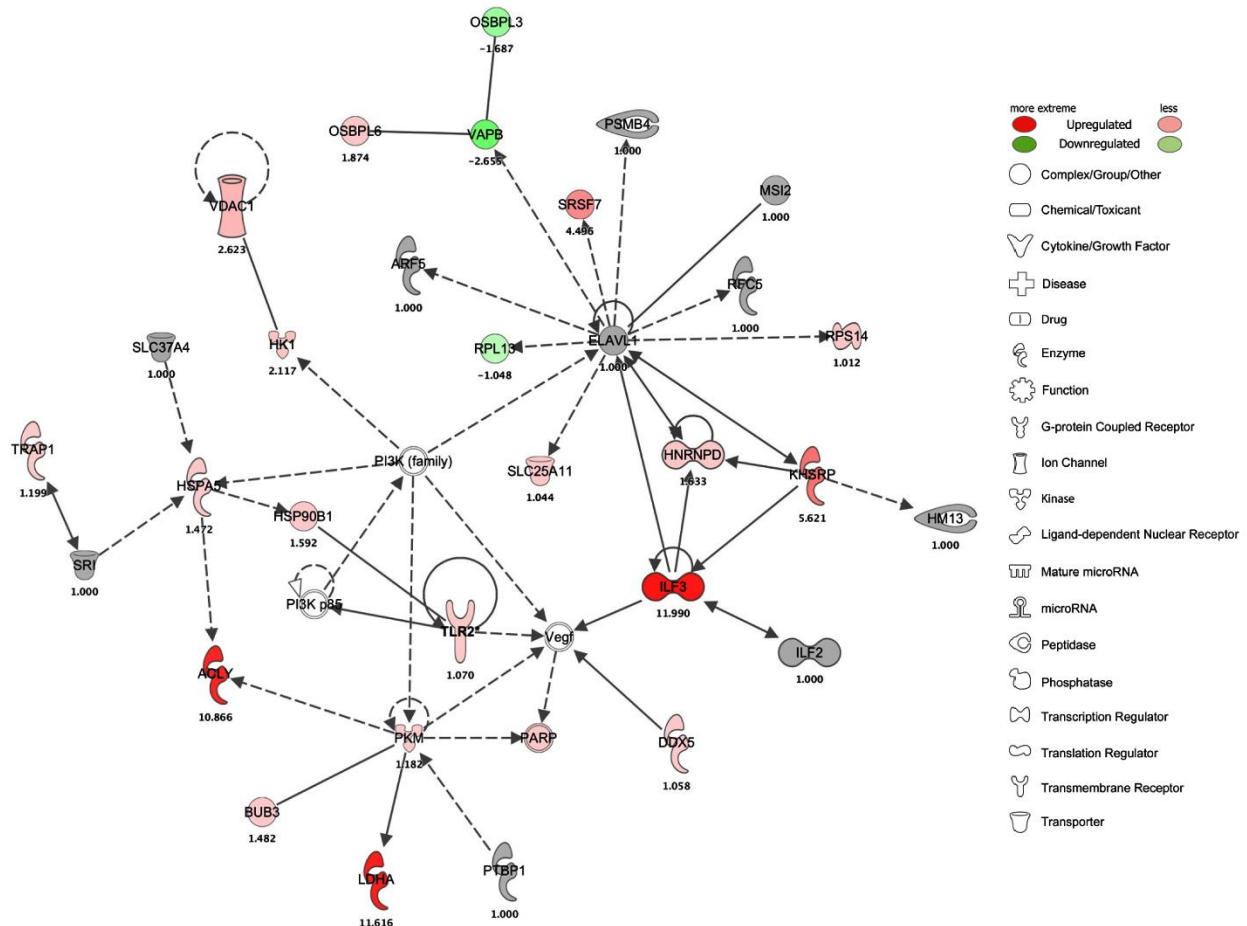 OSBPL3
-1.687
OSBPL6
1.874
VAPB
-2.655
PSMB4
1.000
MSI2
1.000
SRSF7
4.496
VDAC1
2.623
ARF5
1.000
RFC5
1.000
SLC37A4
1.000
HK1
2.117
RPL13
-1.048
ELAVL1
1.000
RPS14
1.012
TRAP1
1.199
HSPA5
1.472
PI3K (family)
SLC25A11
1.044
HNRNPD
1.633
KHSRP
5.621
HM13
1.000
HSP90B1
1.592
SRI
1.000
PI3K p85
TLR2*
1.070
Vegf
ILF3
11.990
ILF2
1.000
ACLY
10.866
PKM
1.182
PARP
DDX5
1.058
BUB3
1.482
LDHA
11.616
PTBP1
1.000
more extreme less
Upregulated
Downregulated
Complex/Group/Other
Chemical/Toxicant
Cytokine/Growth Factor
Disease
Drug
Enzyme
Function
G-protein Coupled Receptor
Ion Channel
Kinase
Ligand-dependent Nuclear Receptor
Mature microRNA
microRNA
Peptidase
Phosphatase
Transcription Regulator
Translation Regulator
Transmembrane Receptor
Transporter